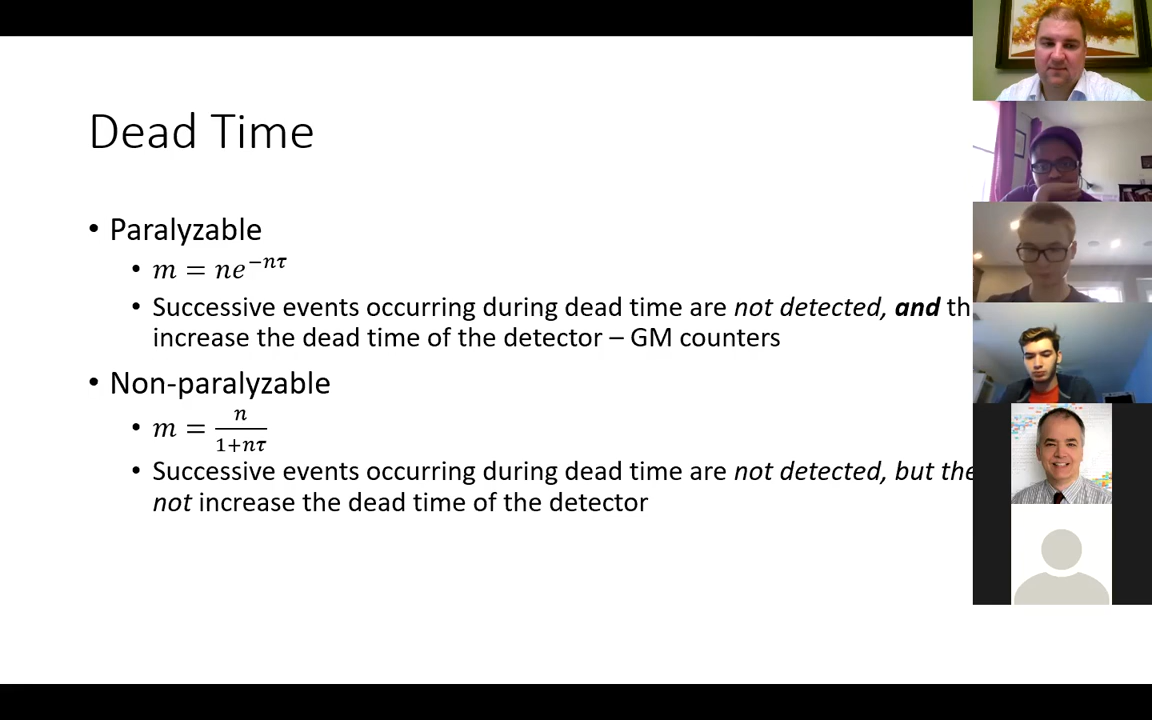 Dead Time
• Paralyzable
• m = ne^{−nτ}
• Successive events occurring during dead time are not detected, and
increase the dead time of the detector – GM counters
• Non-paralyzable
• m = \frac{n}{1+nτ}
• Successive events occurring during dead time are not detected, but
not increase the dead time of the detector